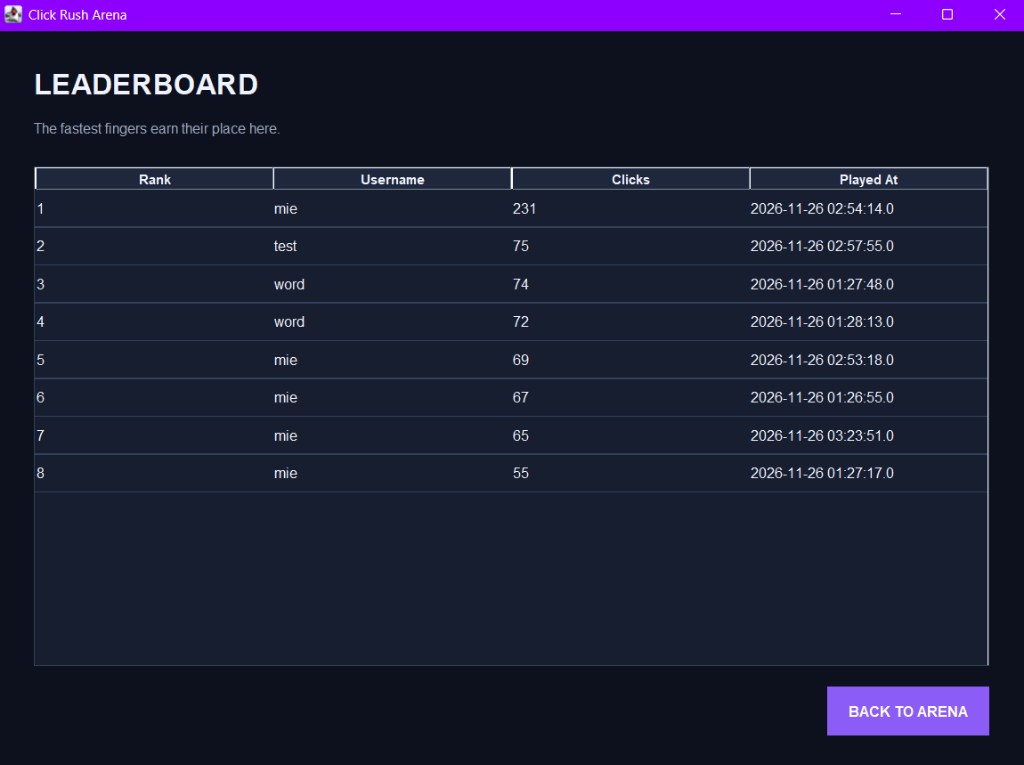 Click Rush Arena
LEADERBOARD
The fastest fingers earn their place here.
Rank Username Clicks Played At
1 mie 231 2026-11-26 02:54:14.0
2 test 75 2026-11-26 02:57:55.0
3 word 74 2026-11-26 01:27:48.0
4 word 72 2026-11-26 01:28:13.0
5 mie 69 2026-11-26 02:53:18.0
6 mie 67 2026-11-26 01:26:55.0
7 mie 65 2026-11-26 03:23:51.0
8 mie 55 2026-11-26 01:27:17.0
BACK TO ARENA